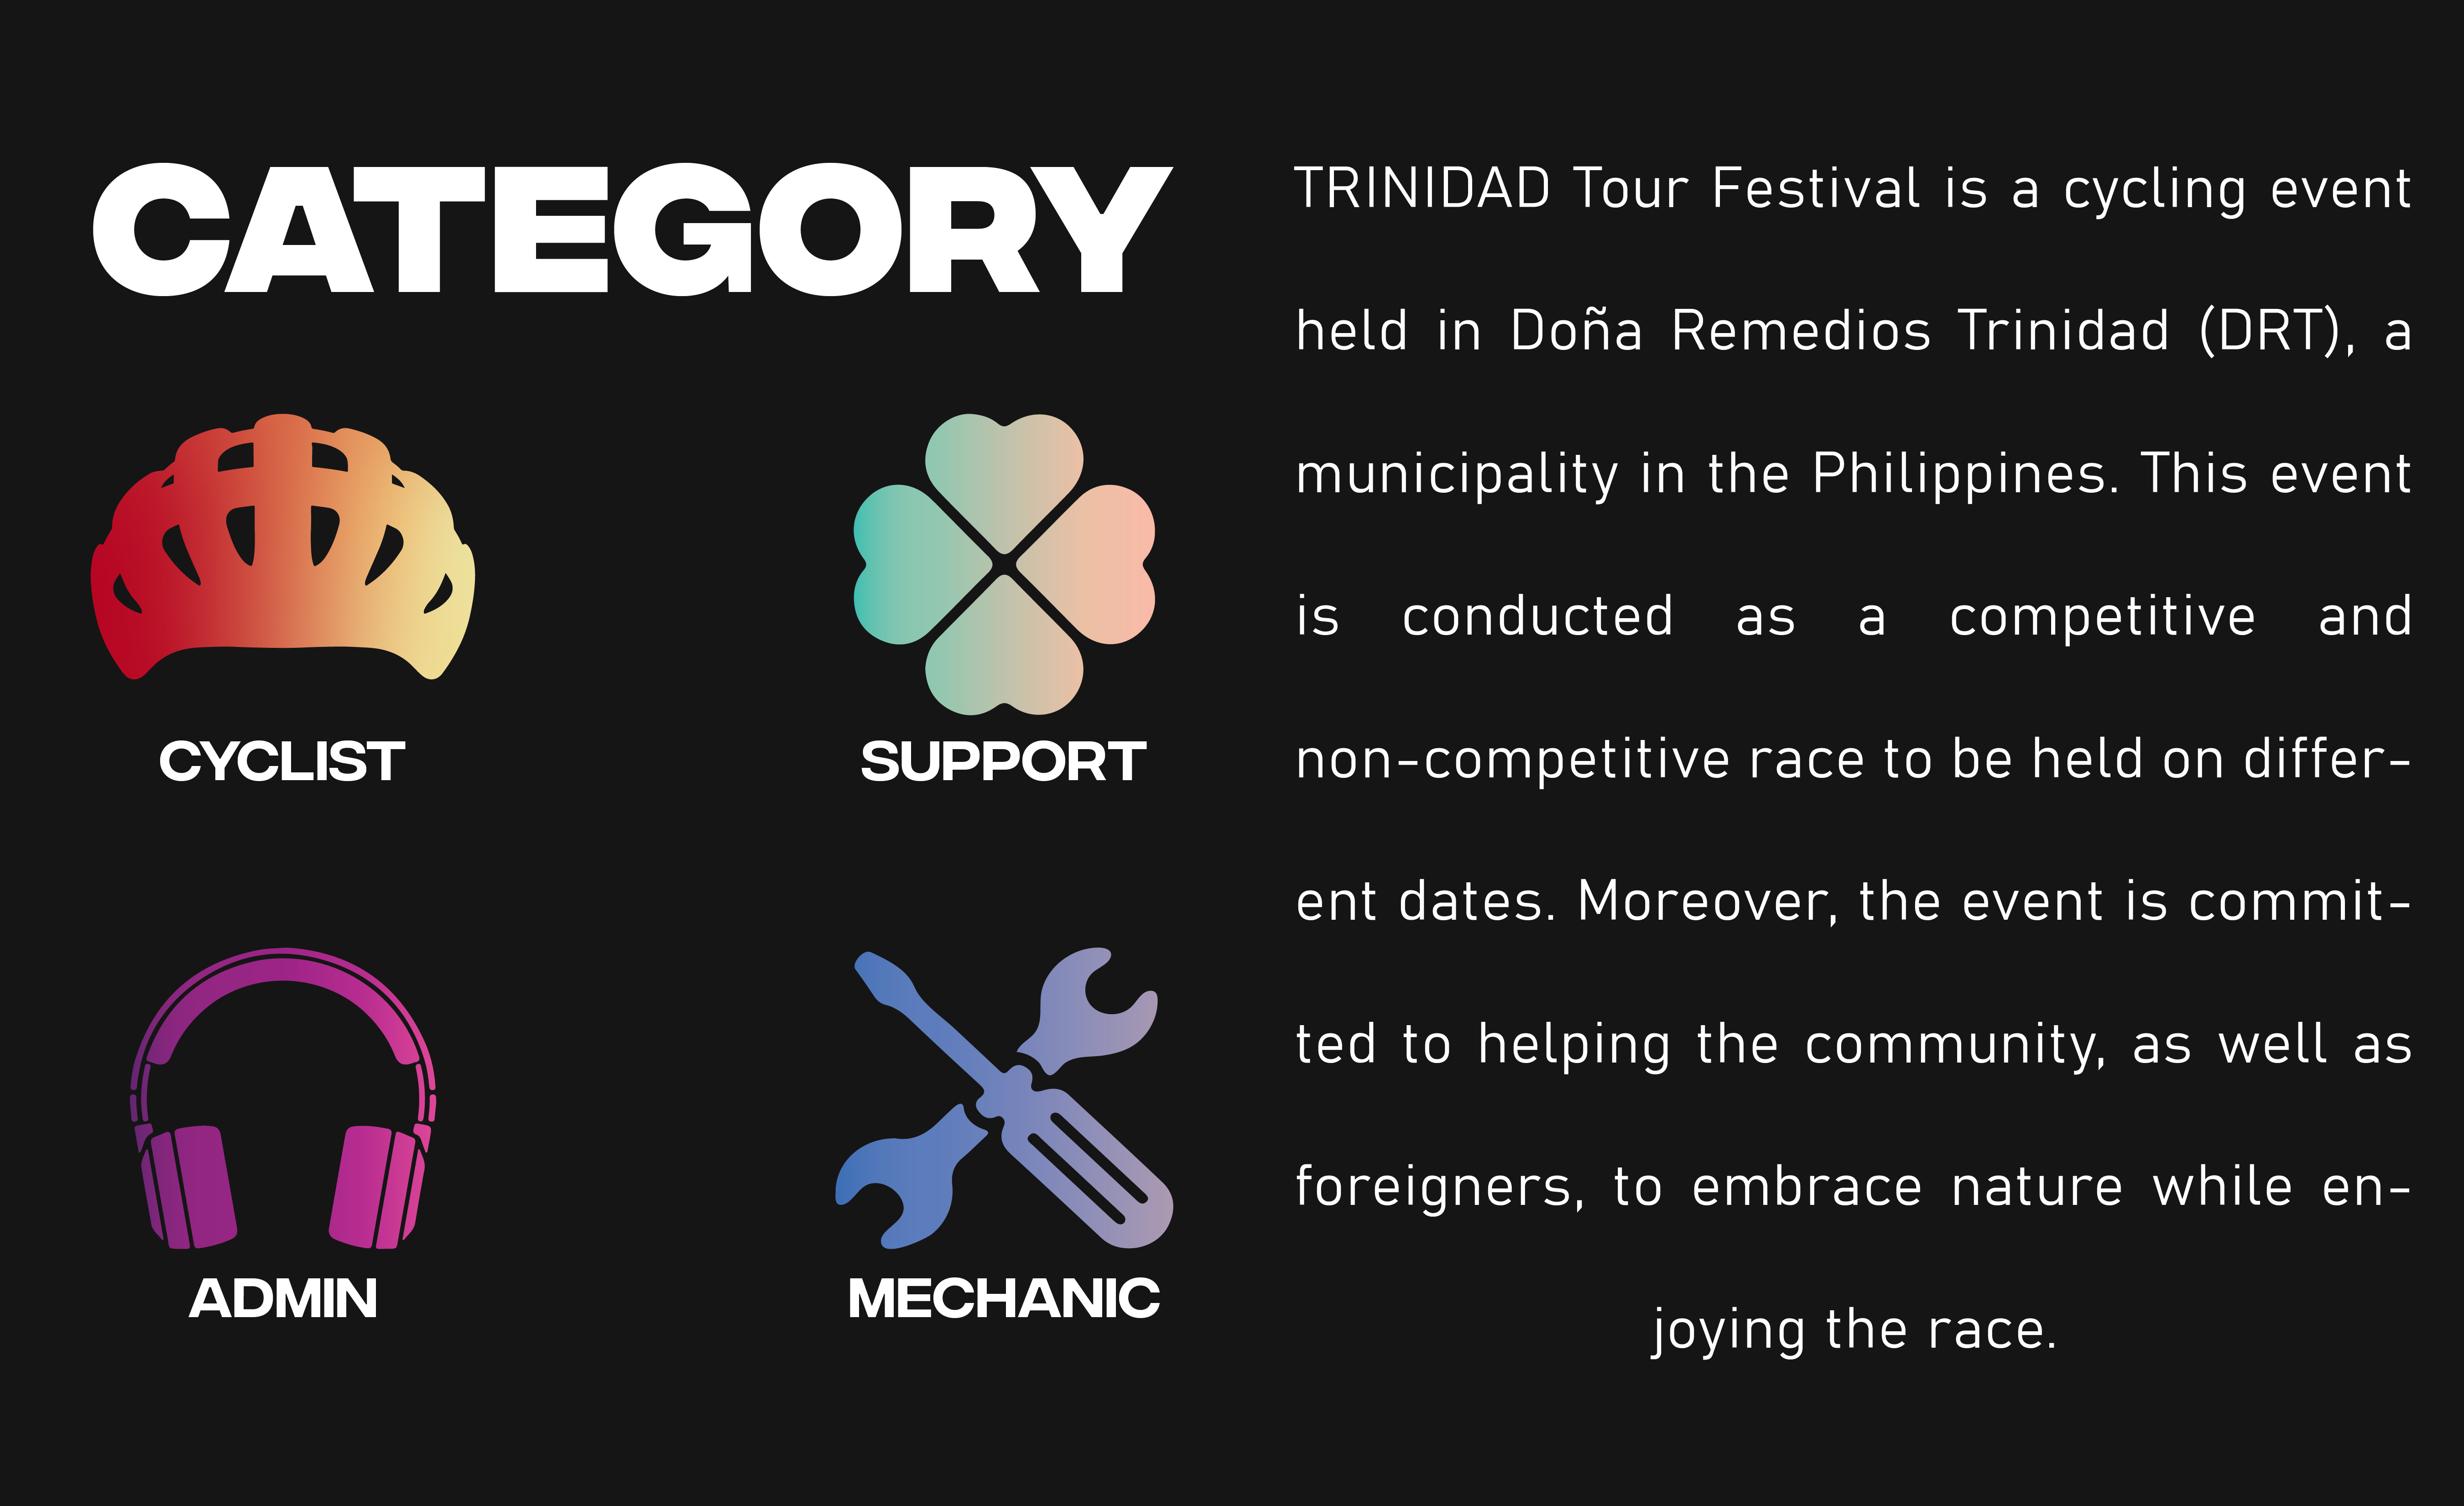 CATEGORY
CYCLIST
SUPPORT
ADMIN
MECHANIC
TRINIDAD Tour Festival is a cycling event
held in Doña Remedios Trinidad (DRT), a
municipality in the Philippines. This event
is conducted as a competitive and
non-competitive race to be held on differ-
ent dates. Moreover, the event is commit-
ted to helping the community, as well as
foreigners, to embrace nature while en-
joying the race.